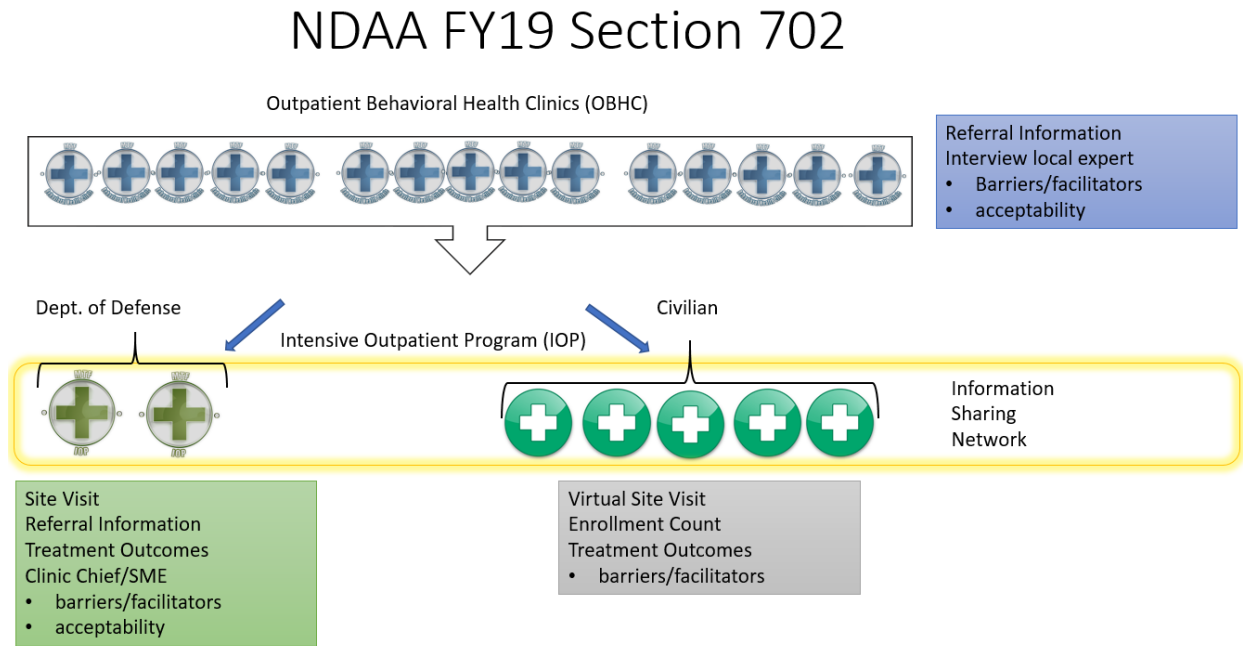 NDAA FY19 Section 702
Outpatient Behavioral Health Clinics (OBHC)
Referral Information
Interview local expert
• Barriers/facilitators
• acceptability
Dept. of Defense
Civilian
Intensive Outpatient Program (IOP)
IOP
IOP
Information
Sharing
Network
Site Visit
Referral Information
Treatment Outcomes
Clinic Chief/SME
• barriers/facilitators
• acceptability
Virtual Site Visit
Enrollment Count
Treatment Outcomes
• barriers/facilitators